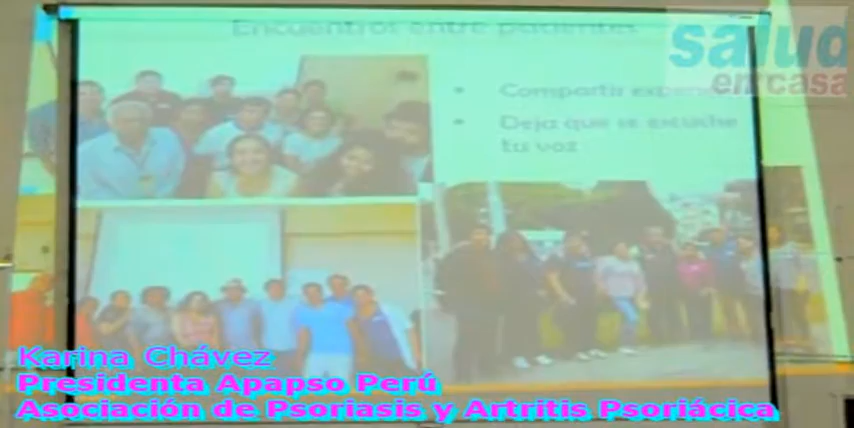 Encuentros entre pacientes
salud
en casa
• Compartir
• Deja que se escuche
tu voz
Karina Chávez
Presidenta Apapso Perú
Asociación de Psoriasis y Artritis Psoriácica